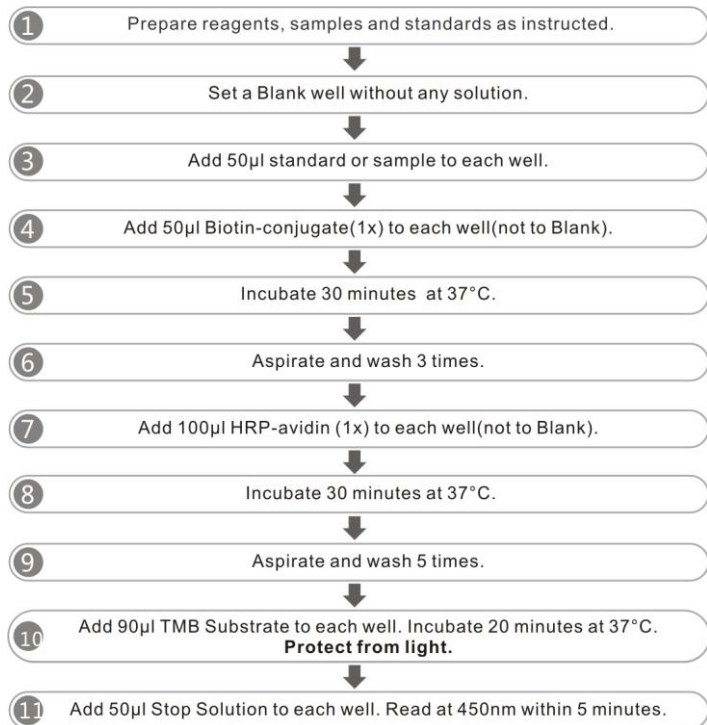 1 Prepare reagents, samples and standards as instructed.
2 Set a Blank well without any solution.
3 Add 50µl standard or sample to each well.
4 Add 50µl Biotin-conjugate(1x) to each well(not to Blank).
5 Incubate 30 minutes at 37°C.
6 Aspirate and wash 3 times.
7 Add 100µl HRP-avidin (1x) to each well(not to Blank).
8 Incubate 30 minutes at 37°C.
9 Aspirate and wash 5 times.
10 Add 90µl TMB Substrate to each well. Incubate 20 minutes at 37°C.
Protect from light.
11 Add 50µl Stop Solution to each well. Read at 450nm within 5 minutes.